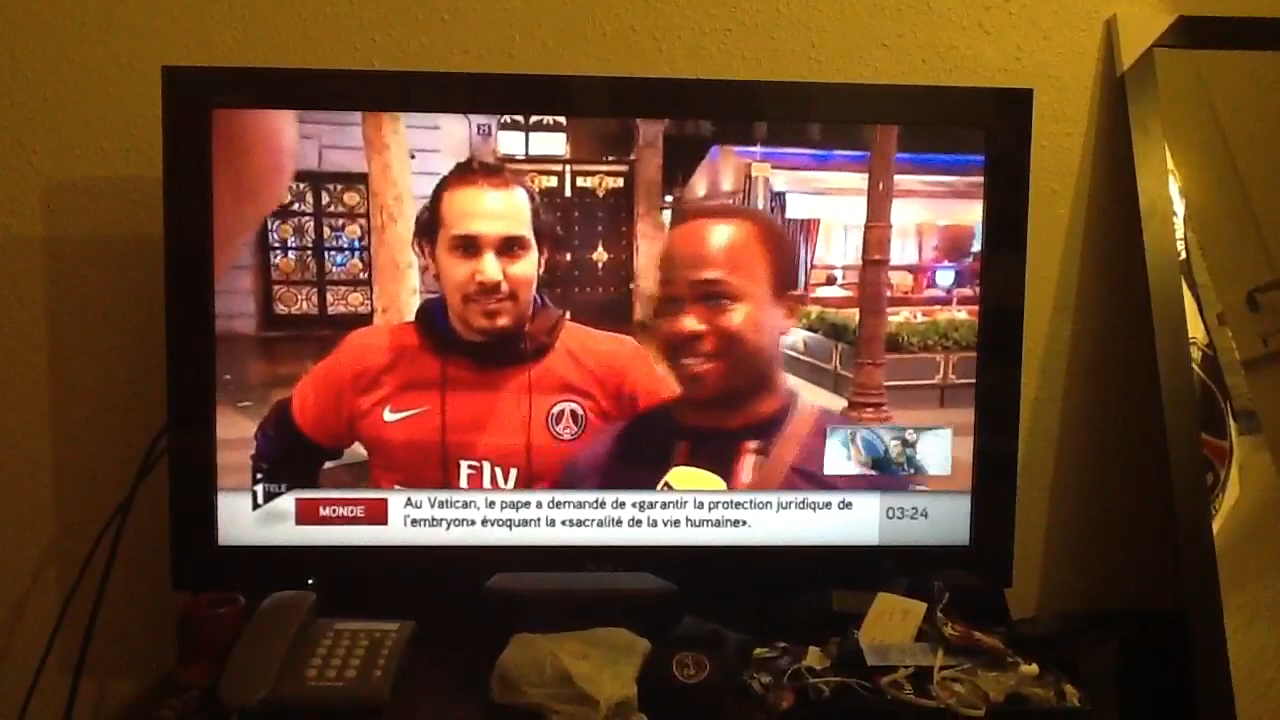 Fly
1
TELE
MONDE
Au Vatican, le pape a demandé de «garantir la protection juridique de
l'embryon» évoquant la «sacralité de la vie humaine».
03:24